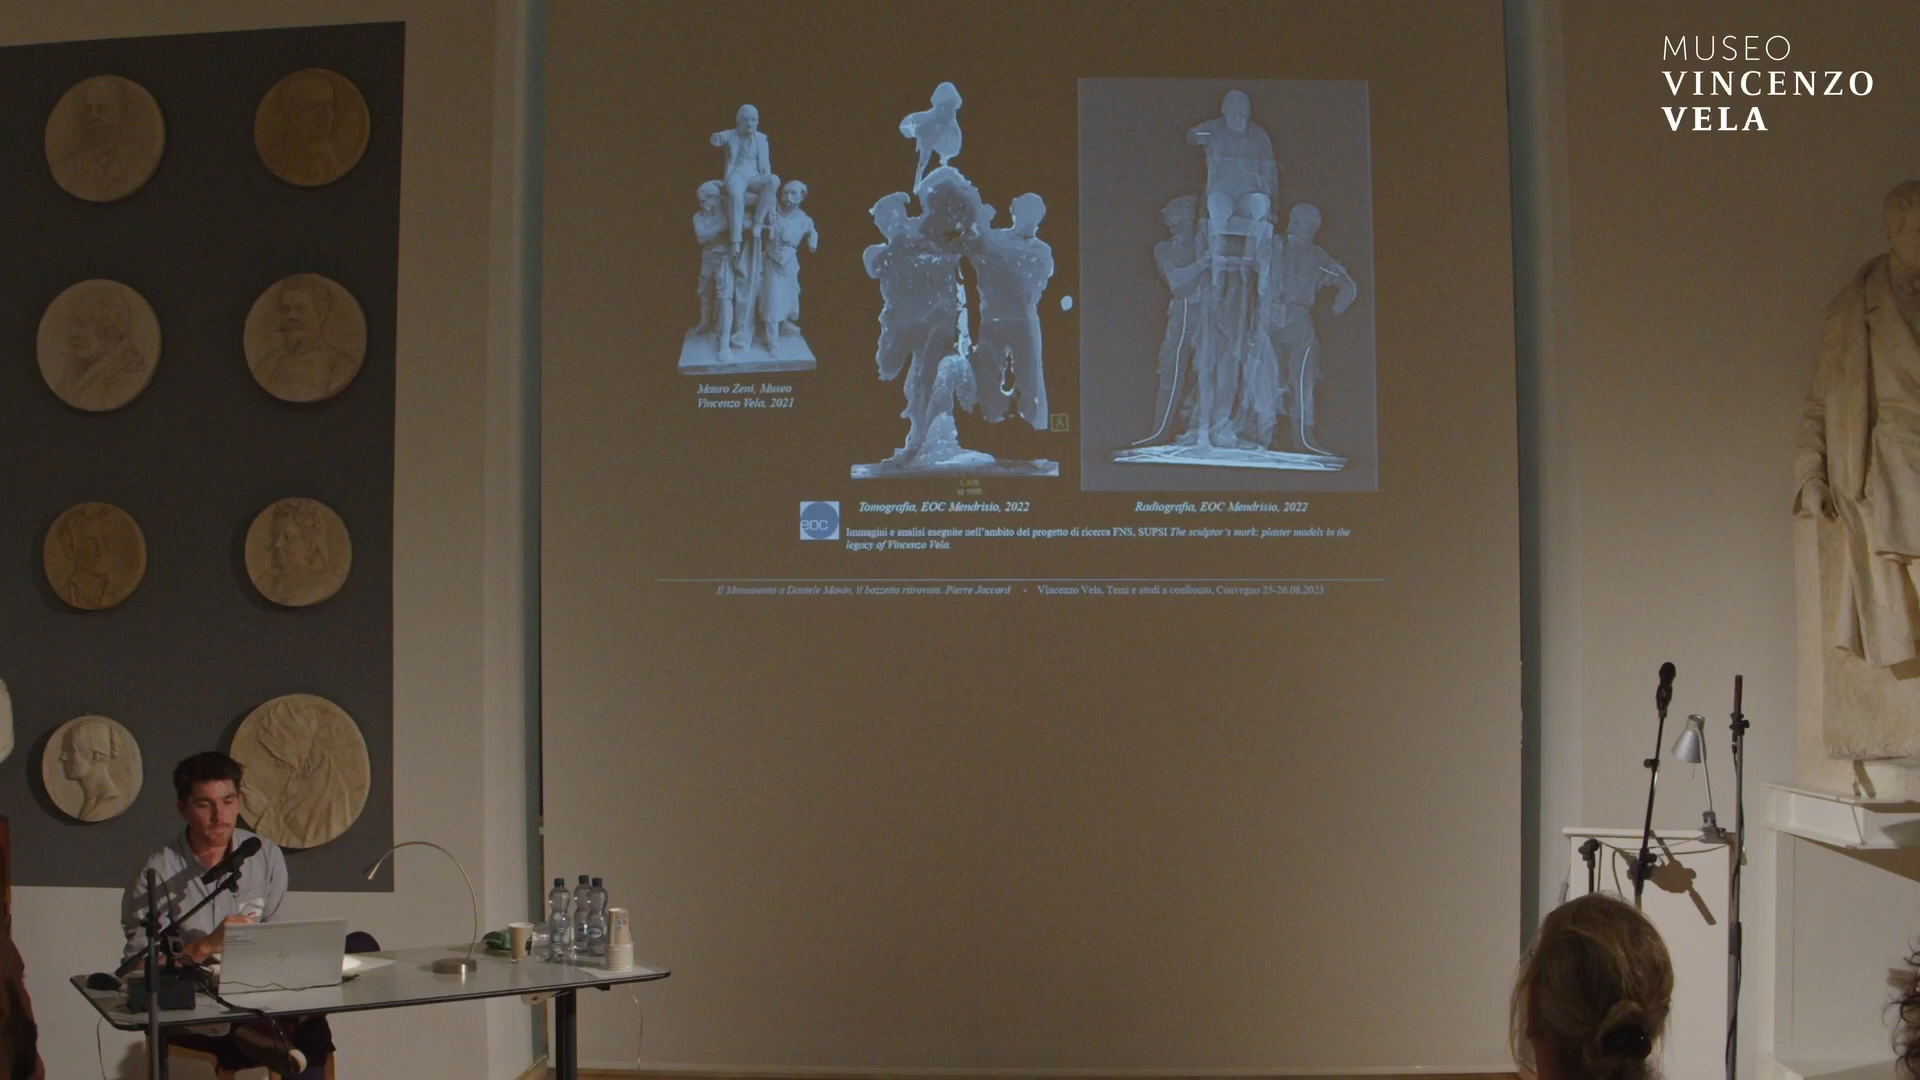 MUSEO
VINCENZO
VELA
Mauro Zeni, Museo
Vincenzo Vela, 2021
A
Tomografia, EOC Mendrisio, 2022
Radiografia, EOC Mendrisio, 2022
eoc
Immagini e analisi eseguite nell'ambito del progetto di ricerca FNS, SUPSI The sculptor's mark: plaster models in the
legacy of Vincenzo Vela.
Il Monumento a Daniele Manin, il bozzetto ritrovato. Pierre Jaccard - Vincenzo Vela, Temi e studi a confronto, Convegno 25-26.08.2023